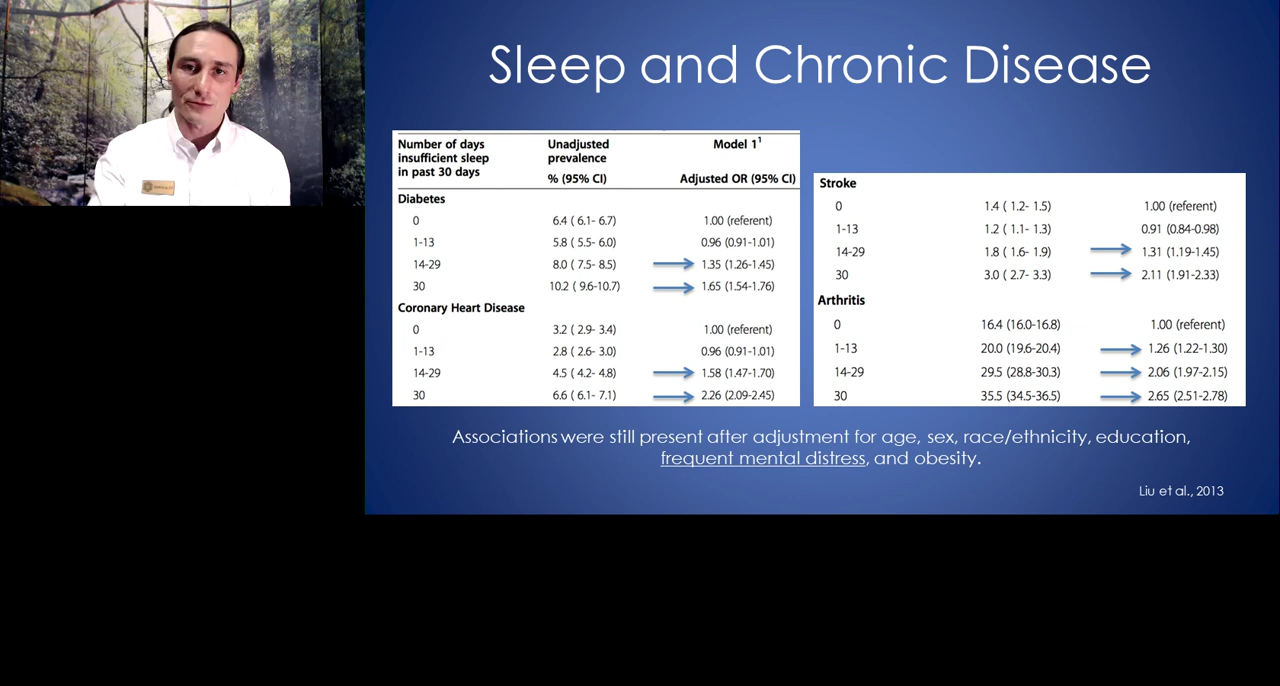 Sleep and Chronic Disease
Number of days Unadjusted Model 1¹
insufficient sleep prevalence
in past 30 days % (95% CI) Adjusted OR (95% CI)
Diabetes
0 6.4 ( 6.1- 6.7) 1.00 (referent)
1-13 5.8 ( 5.5- 6.0) 0.96 (0.91-1.01)
14-29 8.0 ( 7.5- 8.5) 1.35 (1.26-1.45)
30 10.2 ( 9.6-10.7) 1.65 (1.54-1.76)
Coronary Heart Disease
0 3.2 ( 2.9- 3.4) 1.00 (referent)
1-13 2.8 ( 2.6- 3.0) 0.96 (0.91-1.01)
14-29 4.5 ( 4.2- 4.8) 1.58 (1.47-1.70)
30 6.6 ( 6.1- 7.1) 2.26 (2.09-2.45)
Stroke
0 1.4 ( 1.2- 1.5) 1.00 (referent)
1-13 1.2 ( 1.1- 1.3) 0.91 (0.84-0.98)
14-29 1.8 ( 1.6- 1.9) 1.31 (1.19-1.45)
30 3.0 ( 2.7- 3.3) 2.11 (1.91-2.33)
Arthritis
0 16.4 (16.0-16.8) 1.00 (referent)
1-13 20.0 (19.6-20.4) 1.26 (1.22-1.30)
14-29 29.5 (28.8-30.3) 2.06 (1.97-2.15)
30 35.5 (34.5-36.5) 2.65 (2.51-2.78)
Associations were still present after adjustment for age, sex, race/ethnicity, education,
frequent mental distress, and obesity.
Liu et al., 2013